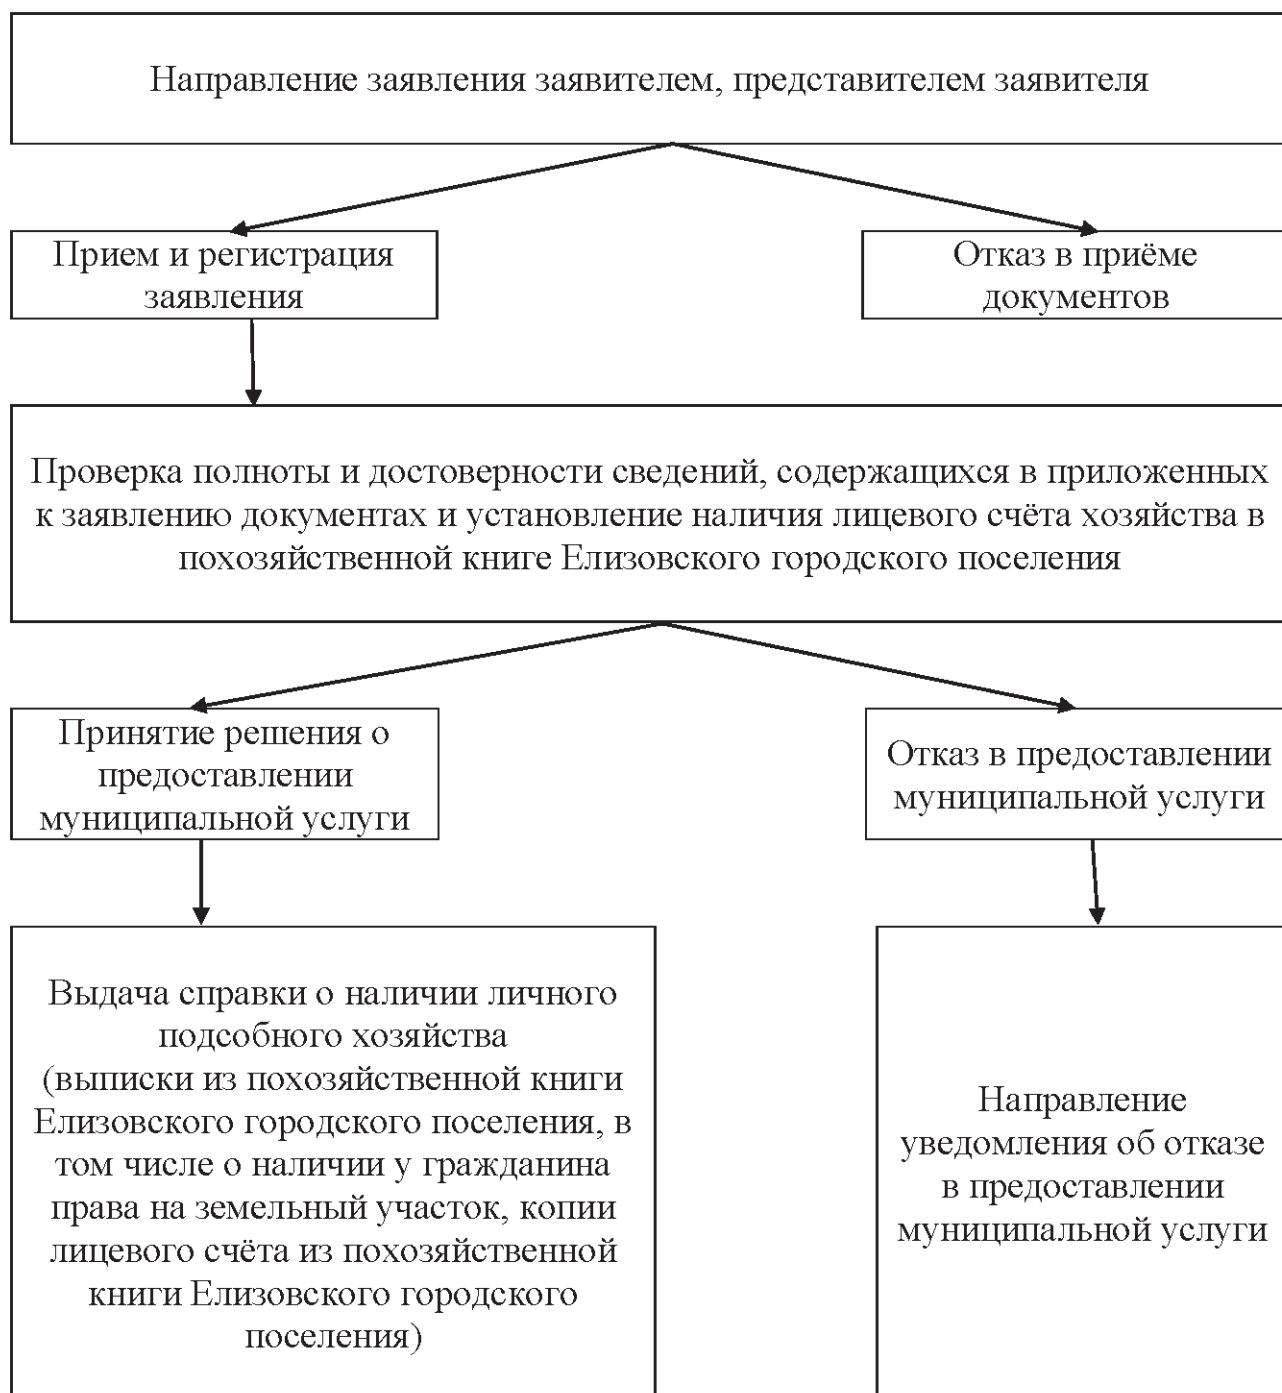 Направление заявления заявителем, представителем заявителя
Прием и регистрация
заявления
Отказ в приёме
документов
Проверка полноты и достоверности сведений, содержащихся в приложенных
к заявлению документах и установление наличия лицевого счёта хозяйства в
похозяйственной книге Елизовского городского поселения
Принятие решения о
предоставлении
муниципальной услуги
Отказ в предоставлении
муниципальной услуги
Выдача справки о наличии личного
подсобного хозяйства
(выписки из похозяйственной книги
Елизовского городского поселения, в
том числе о наличии у гражданина
права на земельный участок, копии
лицевого счёта из похозяйственной
книги Елизовского городского
поселения)
Направление
уведомления об отказе
в предоставлении
муниципальной услуги